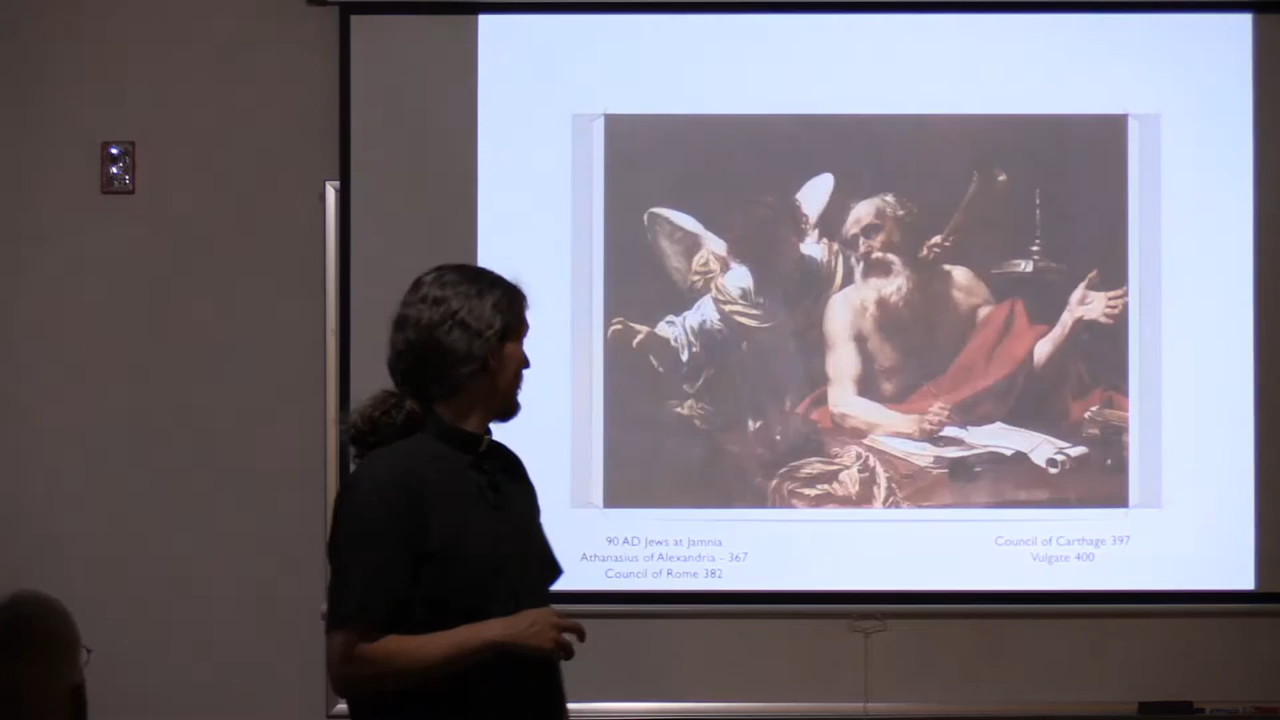 90 AD Jews at Jamnia
Athanasius of Alexandria - 367
Council of Rome 382
Council of Carthage 397
Vulgate 400